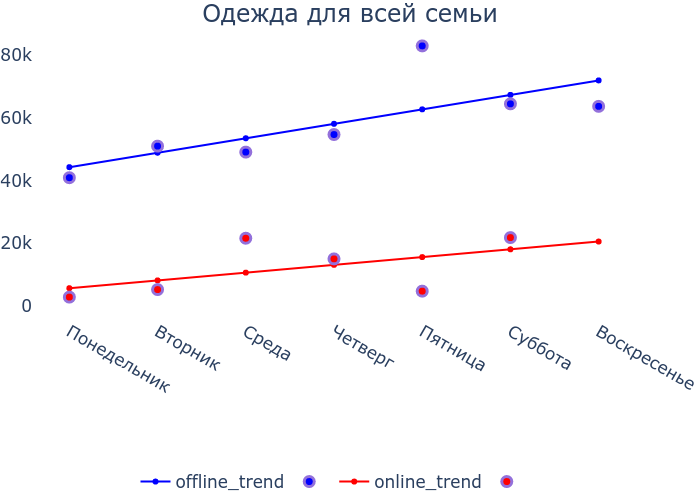 Одежда для всей семьи
80k
60k
40k
20k
0
Понедельник
Вторник
Среда
Четверг
Пятница
Суббота
Воскресенье
offline_trend
online_trend